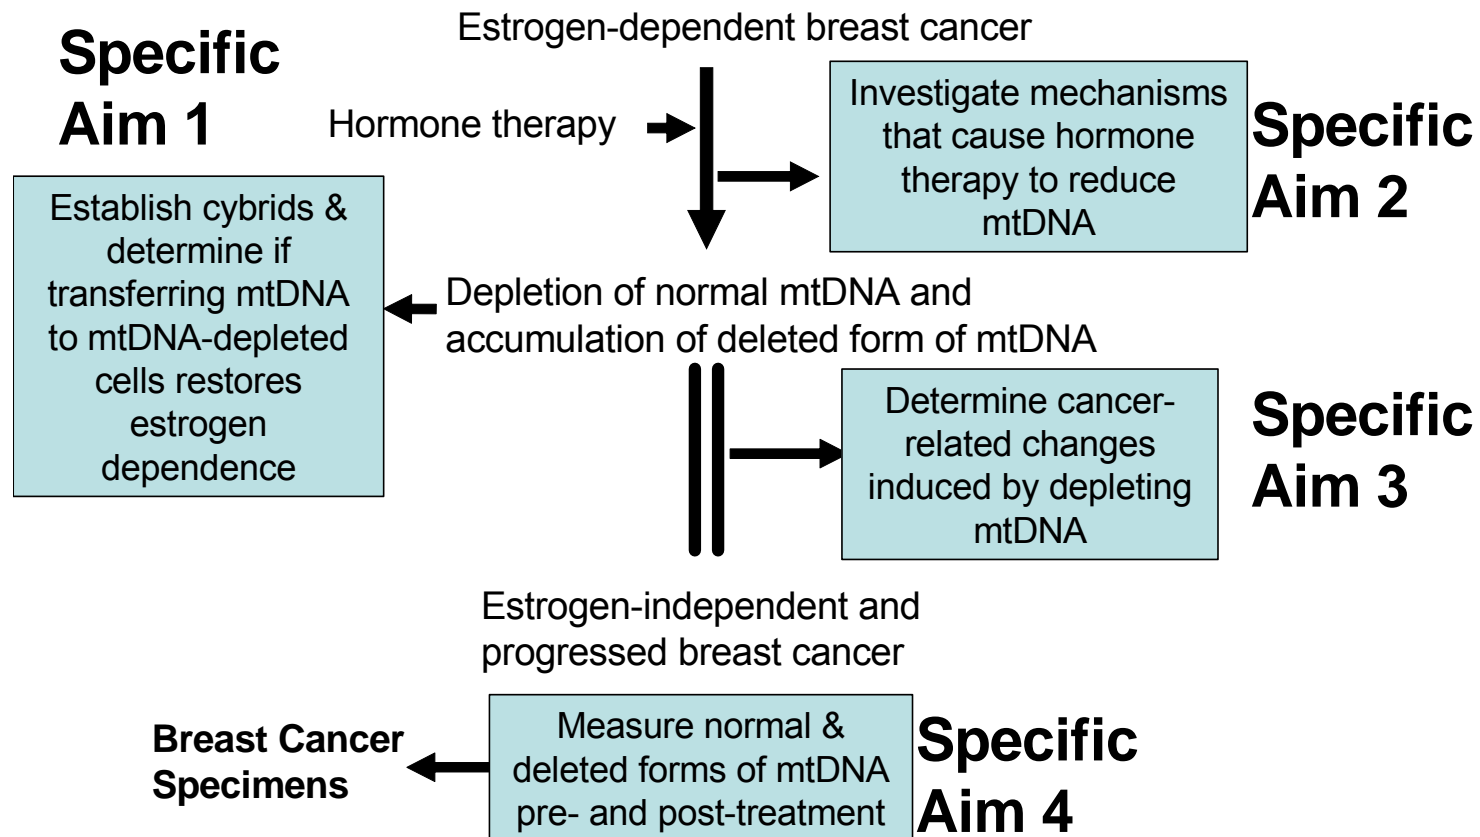 Estrogen-dependent breast cancer
Specific
Aim 1
Hormone therapy
Investigate mechanisms
that cause hormone
therapy to reduce
mtDNA
Specific
Aim 2
Establish cybrids &
determine if
transferring mtDNA
to mtDNA-depleted
cells restores
estrogen
dependence
Depletion of normal mtDNA and
accumulation of deleted form of mtDNA
Determine cancer-
related changes
induced by depleting
mtDNA
Specific
Aim 3
Estrogen-independent and
progressed breast cancer
Breast Cancer
Specimens
Measure normal &
deleted forms of mtDNA
pre- and post-treatment
Specific
Aim 4